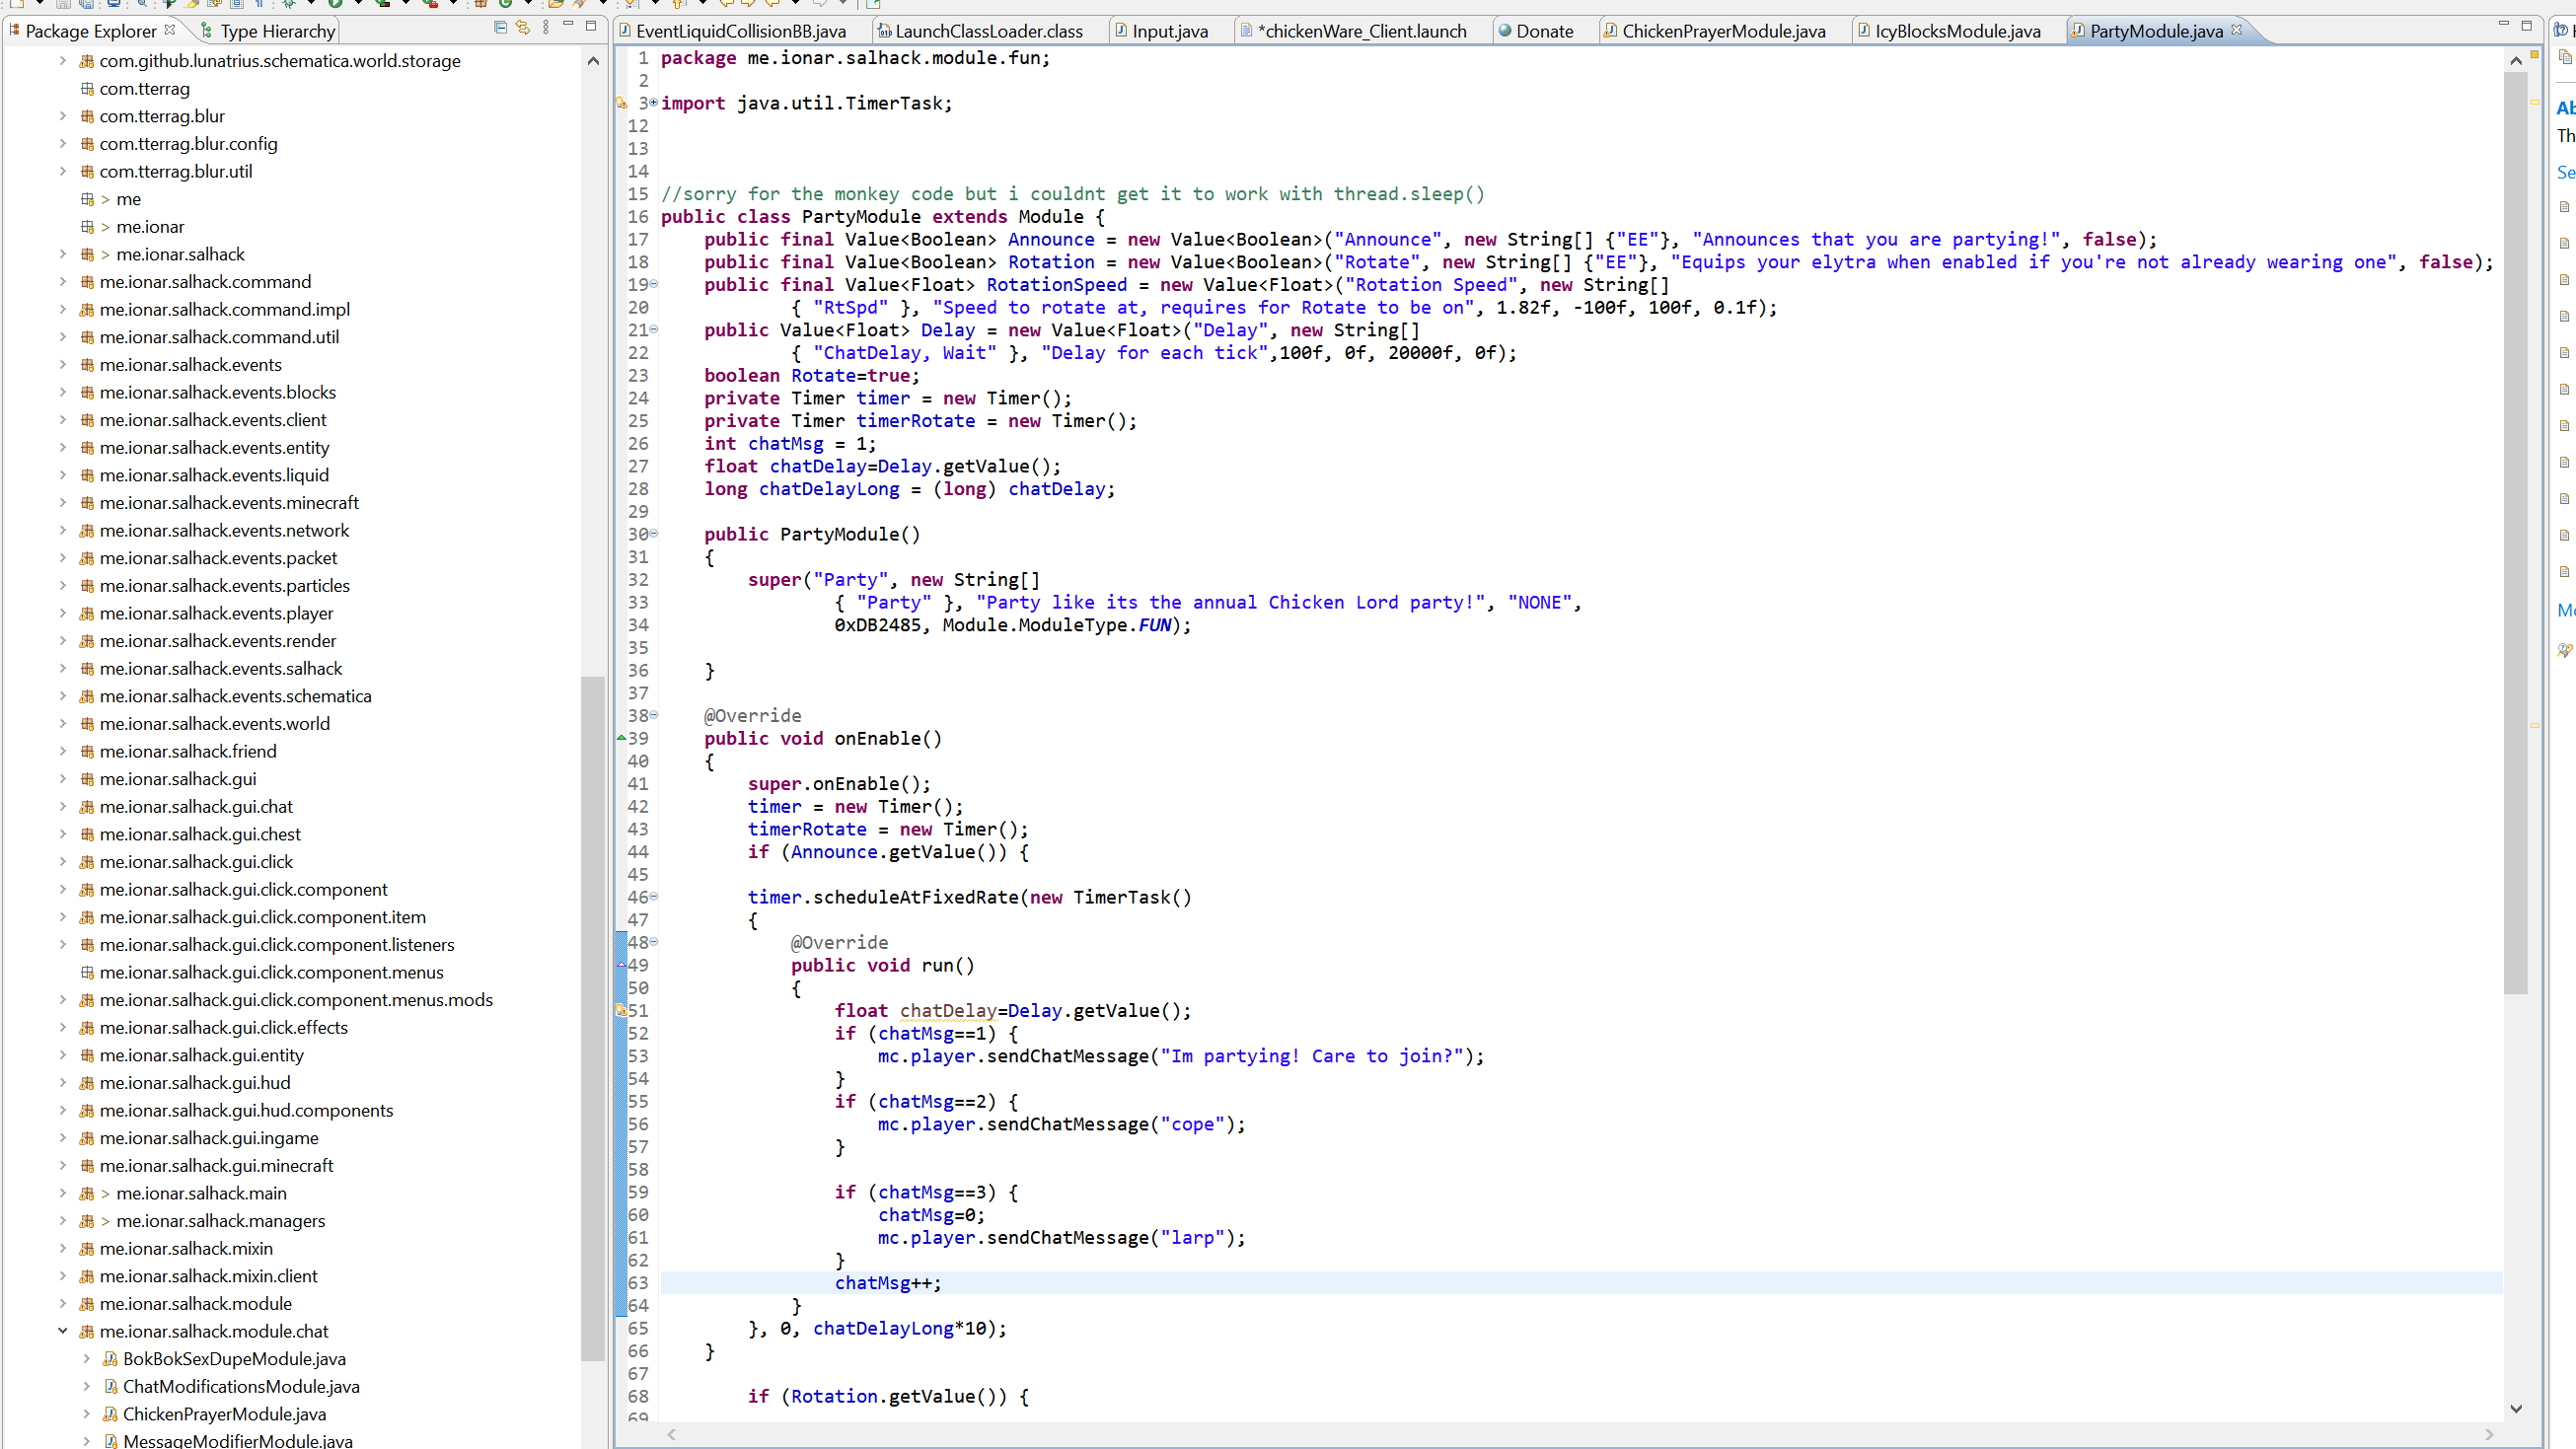 Package Explorer
Type Hierarchy
com.github.lunatrius.schematica.world.storage
com.tterrag
com.tterrag.blur
com.tterrag.blur.config
com.tterrag.blur.util
> me
> me.ionar
> me.ionar.salhack
me.ionar.salhack.command
me.ionar.salhack.command.impl
me.ionar.salhack.command.util
me.ionar.salhack.events
me.ionar.salhack.events.blocks
me.ionar.salhack.events.client
me.ionar.salhack.events.entity
me.ionar.salhack.events.liquid
me.ionar.salhack.events.minecraft
me.ionar.salhack.events.network
me.ionar.salhack.events.packet
me.ionar.salhack.events.particles
me.ionar.salhack.events.player
me.ionar.salhack.events.render
me.ionar.salhack.events.salhack
me.ionar.salhack.events.schematica
me.ionar.salhack.events.world
me.ionar.salhack.friend
me.ionar.salhack.gui
me.ionar.salhack.gui.chat
me.ionar.salhack.gui.chest
me.ionar.salhack.gui.click
me.ionar.salhack.gui.click.component
me.ionar.salhack.gui.click.component.item
me.ionar.salhack.gui.click.component.listeners
me.ionar.salhack.gui.click.component.menus
me.ionar.salhack.gui.click.component.menus.mods
me.ionar.salhack.gui.click.effects
me.ionar.salhack.gui.entity
me.ionar.salhack.gui.hud
me.ionar.salhack.gui.hud.components
me.ionar.salhack.gui.ingame
me.ionar.salhack.gui.minecraft
> me.ionar.salhack.main
> me.ionar.salhack.managers
me.ionar.salhack.mixin
me.ionar.salhack.mixin.client
me.ionar.salhack.module
me.ionar.salhack.module.chat
BokBokSexDupeModule.java
ChatModificationsModule.java
ChickenPrayerModule.java
MessageModifierModule.java
EventLiquidCollisionBB.java
LaunchClassLoader.class
Input.java
*chickenWare_Client.launch
Donate
ChickenPrayerModule.java
IcyBlocksModule.java
PartyModule.java
1 package me.ionar.salhack.module.fun;
2
3 import java.util.TimerTask;
12
13
14
15 //sorry for the monkey code but i couldnt get it to work with thread.sleep()
16 public class PartyModule extends Module {
17 public final Value<Boolean> Announce = new Value<Boolean>("Announce", new String[] {"EE"}, "Announces that you are partying!", false);
18 public final Value<Boolean> Rotation = new Value<Boolean>("Rotate", new String[] {"EE"}, "Equips your elytra when enabled if you're not already wearing one", false);
19 public final Value<Float> RotationSpeed = new Value<Float>("Rotation Speed", new String[]
20 { "RtSpd" }, "Speed to rotate at, requires for Rotate to be on", 1.82f, -100f, 100f, 0.1f);
21 public Value<Float> Delay = new Value<Float>("Delay", new String[]
22 { "ChatDelay, Wait" }, "Delay for each tick",100f, 0f, 20000f, 0f);
23 boolean Rotate=true;
24 private Timer timer = new Timer();
25 private Timer timerRotate = new Timer();
26 int chatMsg = 1;
27 float chatDelay=Delay.getValue();
28 long chatDelayLong = (long) chatDelay;
29
30 public PartyModule()
31 {
32 super("Party", new String[]
33 { "Party" }, "Party like its the annual Chicken Lord party!", "NONE",
34 0xDB2485, Module.ModuleType.FUN);
35
36 }
37
38 @Override
39 public void onEnable()
40 {
41 super.onEnable();
42 timer = new Timer();
43 timerRotate = new Timer();
44 if (Announce.getValue()) {
45
46 timer.scheduleAtFixedRate(new TimerTask()
47 {
48 @Override
49 public void run()
50 {
51 float chatDelay=Delay.getValue();
52 if (chatMsg==1) {
53 mc.player.sendChatMessage("Im partying! Care to join?");
54 }
55 if (chatMsg==2) {
56 mc.player.sendChatMessage("cope");
57 }
58
59 if (chatMsg==3) {
60 chatMsg=0;
61 mc.player.sendChatMessage("larp");
62 }
63 chatMsg++;
64 }
65 }, 0, chatDelayLong*10);
66 }
67
68 if (Rotation.getValue()) {
69
Ab
Th
Se